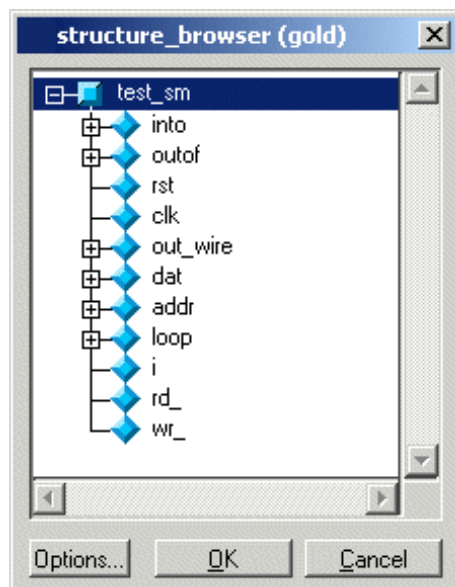 structure_browser (gold)
test_sm
into
outof
rst
clk
out_wire
dat
addr
loop
i
rd_
wr_
Options... OK Cancel